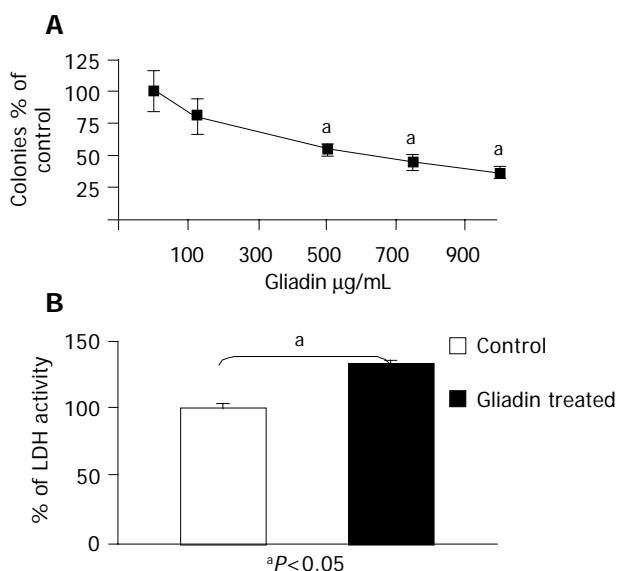 A
125
100
75
50
25
Colonies % of
control
a
a
100 300 500 700 900
Gliadin μg/mL
B
150
100
50
0
% of LDH activity
a
Control
Gliadin treated
ᵃP<0.05